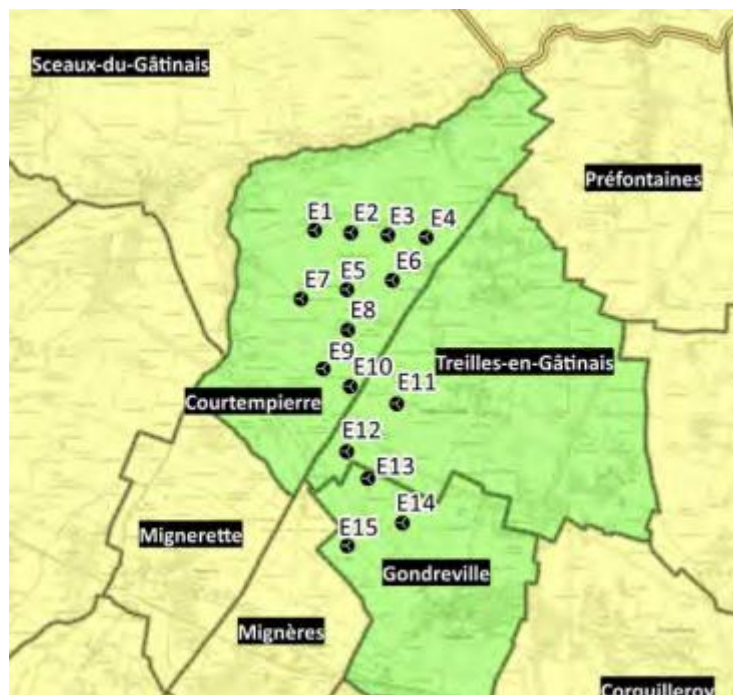 Sceaux-du-Gâtinais
Préfontaines
E1
E2
E3
E4
E5
E6
E7
E8
E9
E10
Treilles-en-Gâtinais
Courtempierre
E11
E12
E13
E14
Mignerette
E15
Gondreville
Mignères
Corquilleroy